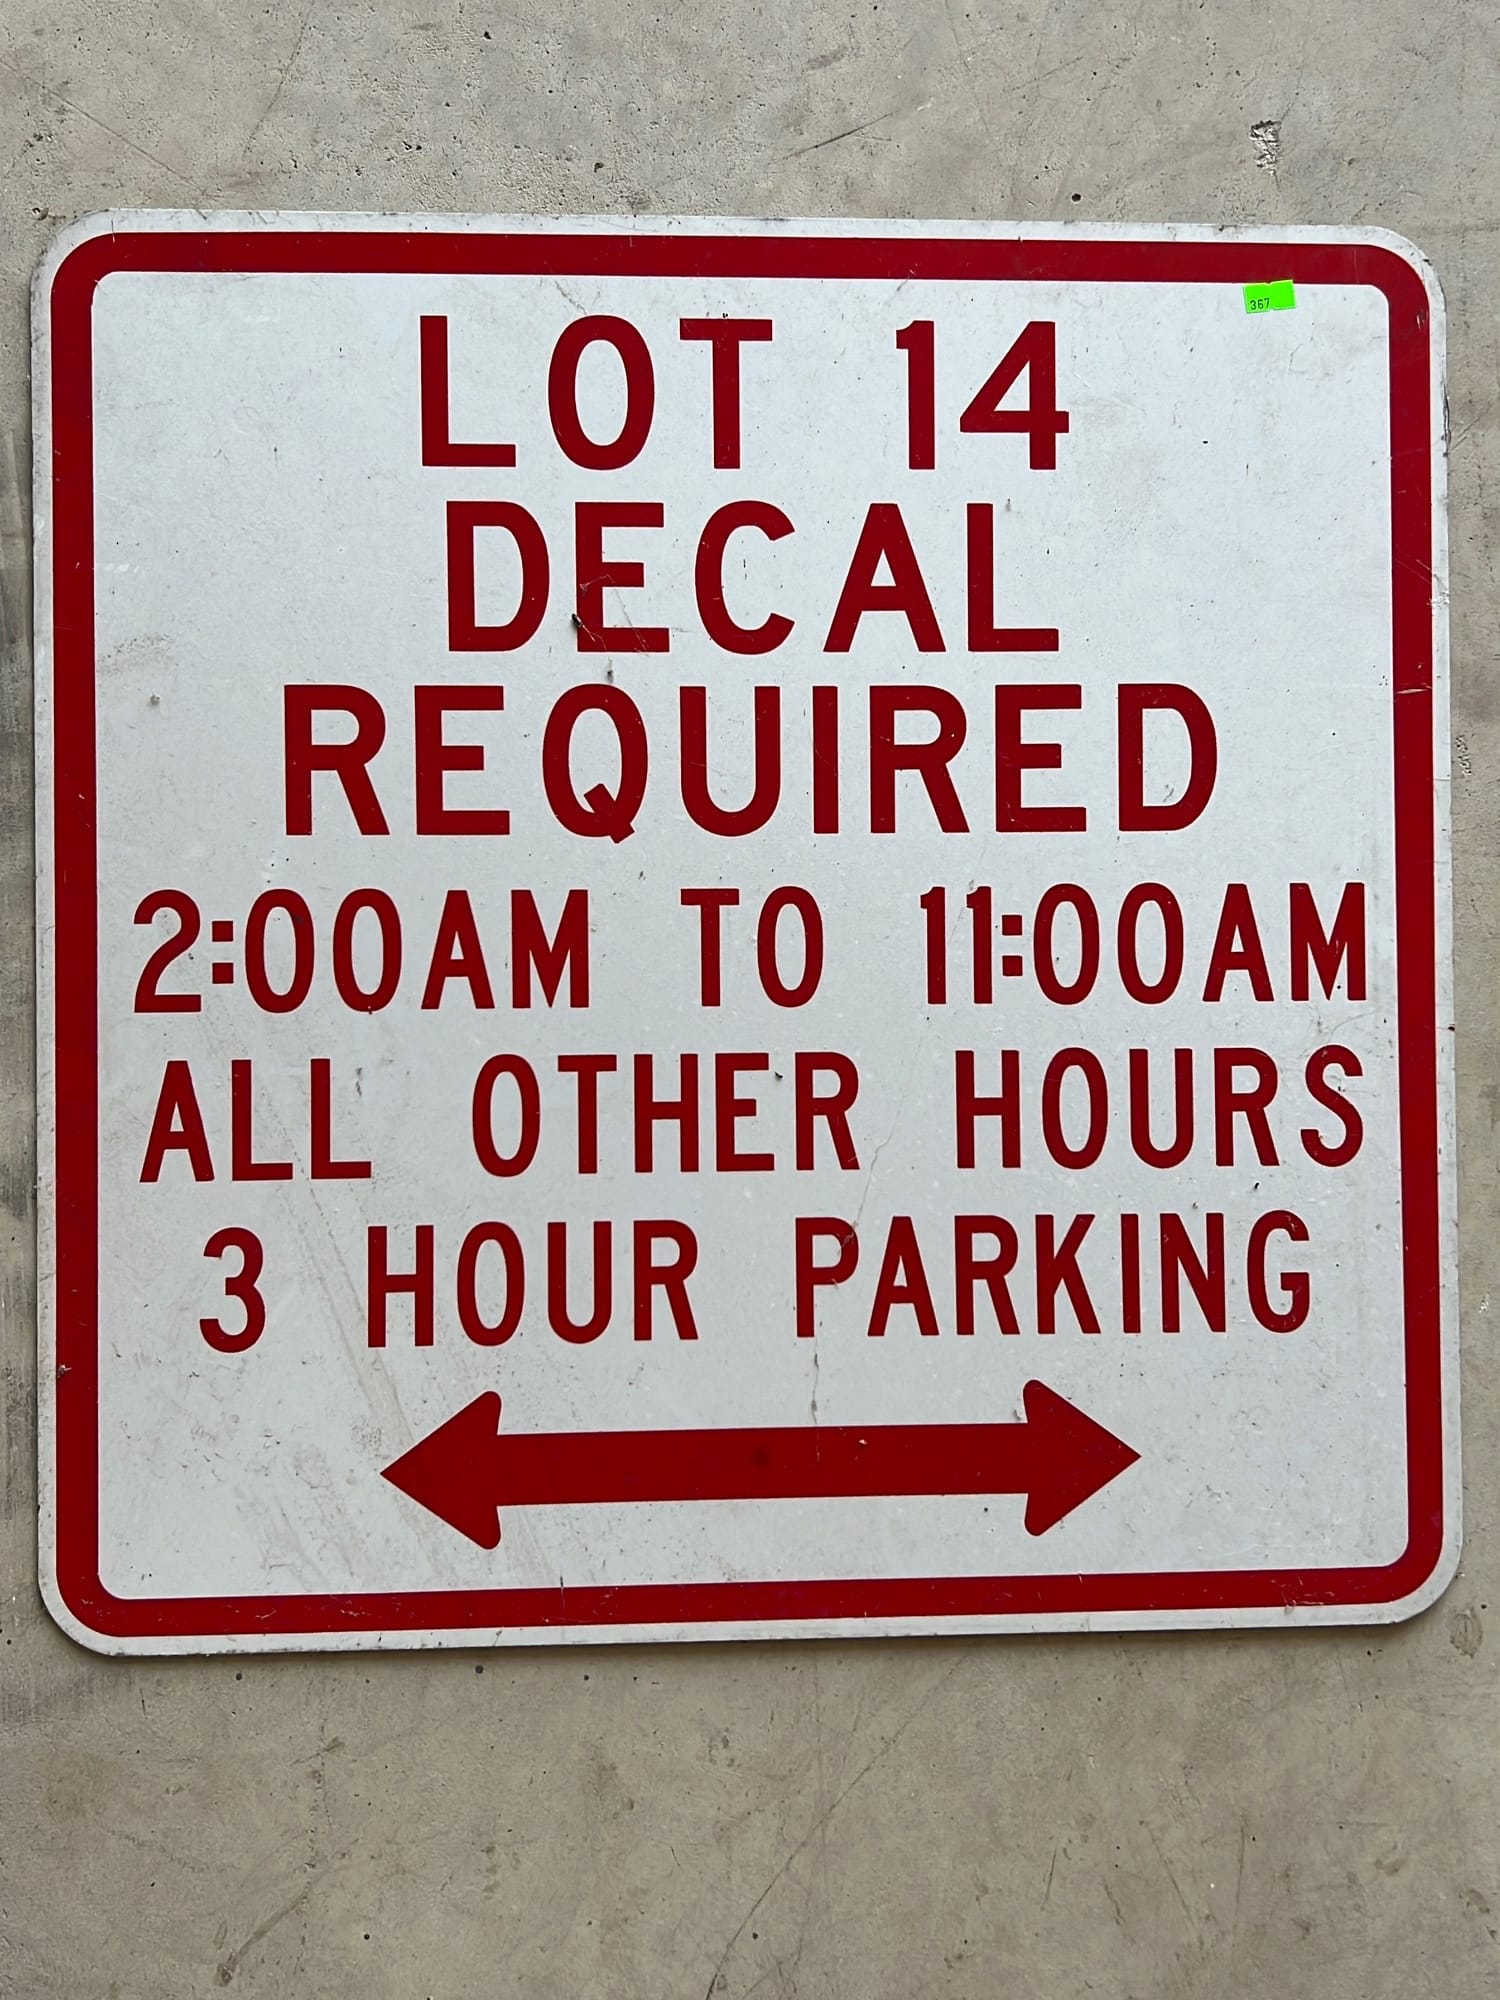 367
LOT 14
DECAL
REQUIRED
2:00AM TO 11:00AM
ALL OTHER HOURS
3 HOUR PARKING